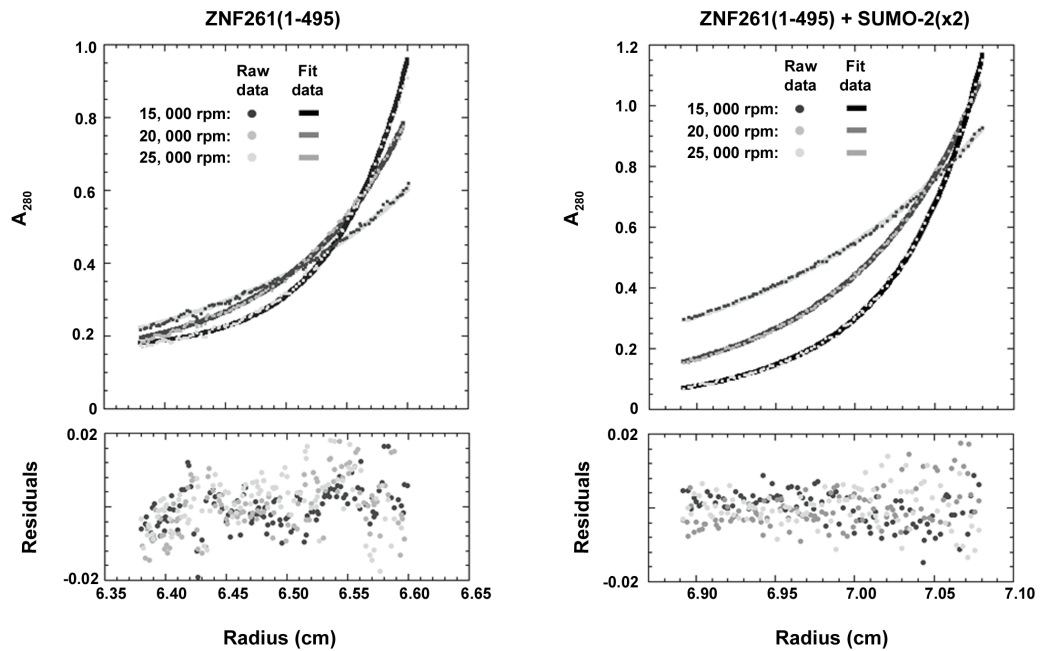 ZNF261(1-495)
1.0
0.8
0.6
0.4
0.2
0
A280
Raw data
Fit data
15, 000 rpm:
20, 000 rpm:
25, 000 rpm:
0.02
-0.02
Residuals
6.35 6.40 6.45 6.50 6.55 6.60 6.65
Radius (cm)
ZNF261(1-495) + SUMO-2(x2)
1.2
1.0
0.8
0.6
0.4
0.2
0
A280
Raw data
Fit data
15, 000 rpm:
20, 000 rpm:
25, 000 rpm:
0.02
-0.02
Residuals
6.90 6.95 7.00 7.05 7.10
Radius (cm)